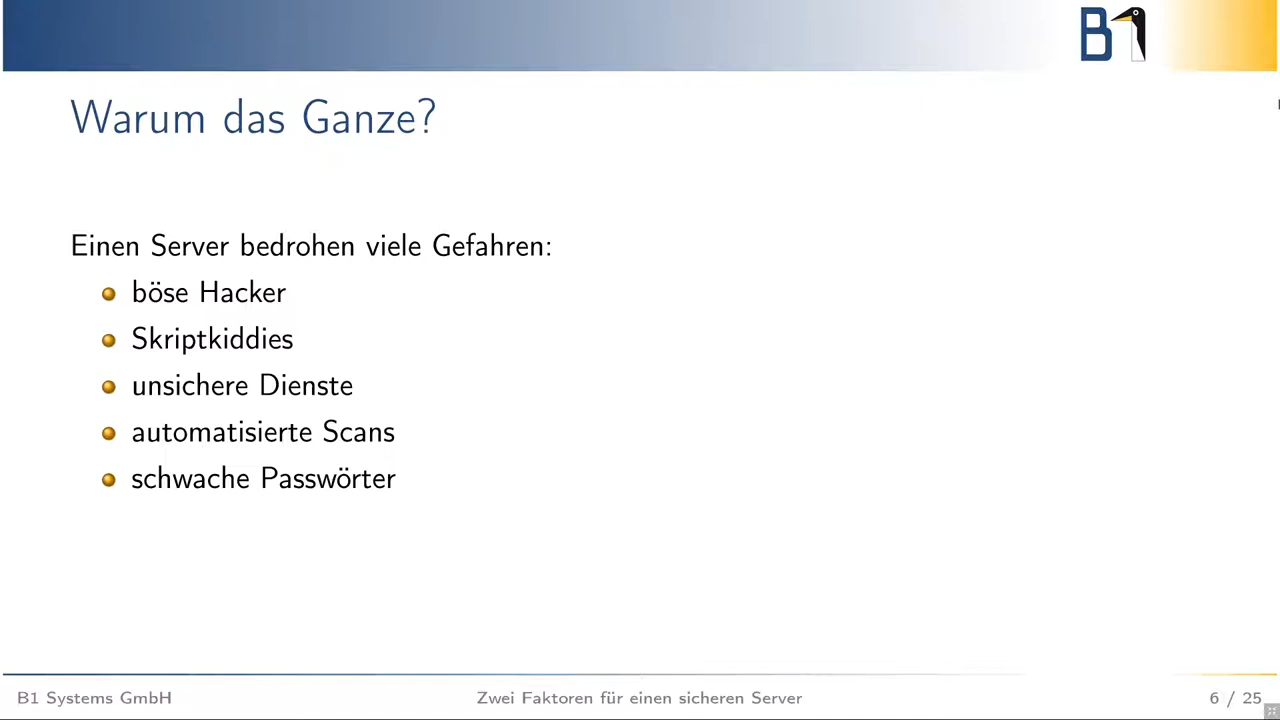 B1
Warum das Ganze?
Einen Server bedrohen viele Gefahren:
böse Hacker
Skriptkiddies
unsichere Dienste
automatisierte Scans
schwache Passwörter
B1 Systems GmbH
Zwei Faktoren für einen sicheren Server
6 / 25